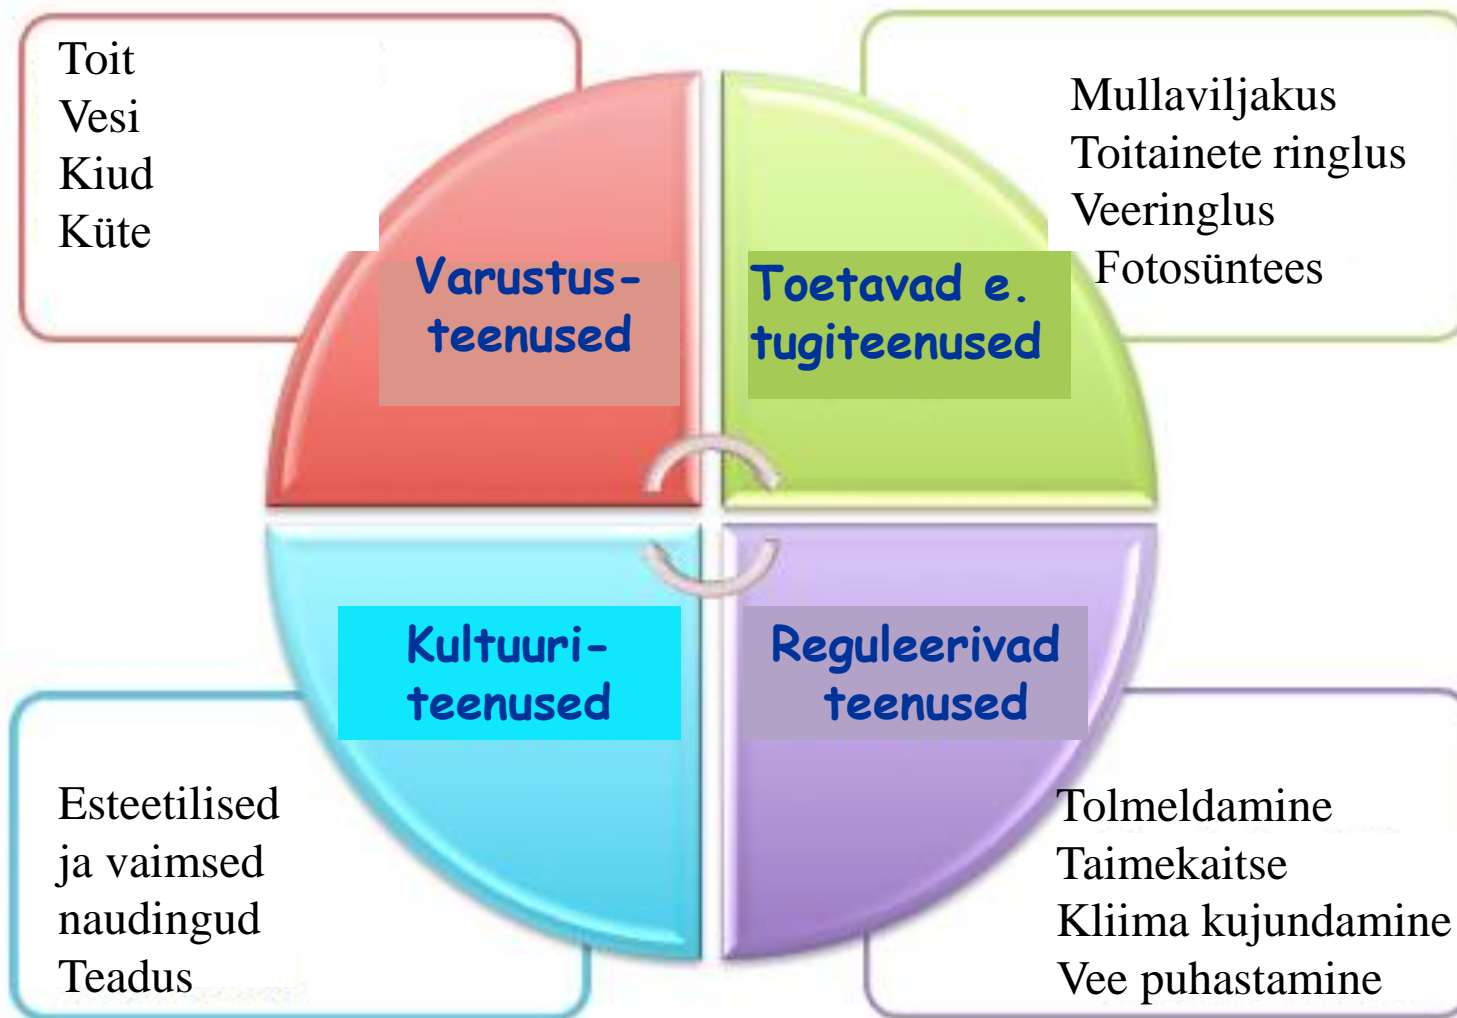 Toit
Vesi
Kiud
Küte
Mullaviljakus
Toitainete ringlus
Veeringlus
Fotosüntees
Varustus-
teenused
Toetavad e.
tugiteenused
Kultuuri-
teenused
Reguleerivad
teenused
Esteetilised
ja vaimsed
naudingud
Teadus
Tolmeldamine
Taimekaitse
Kliima kujundamine
Vee puhastamine